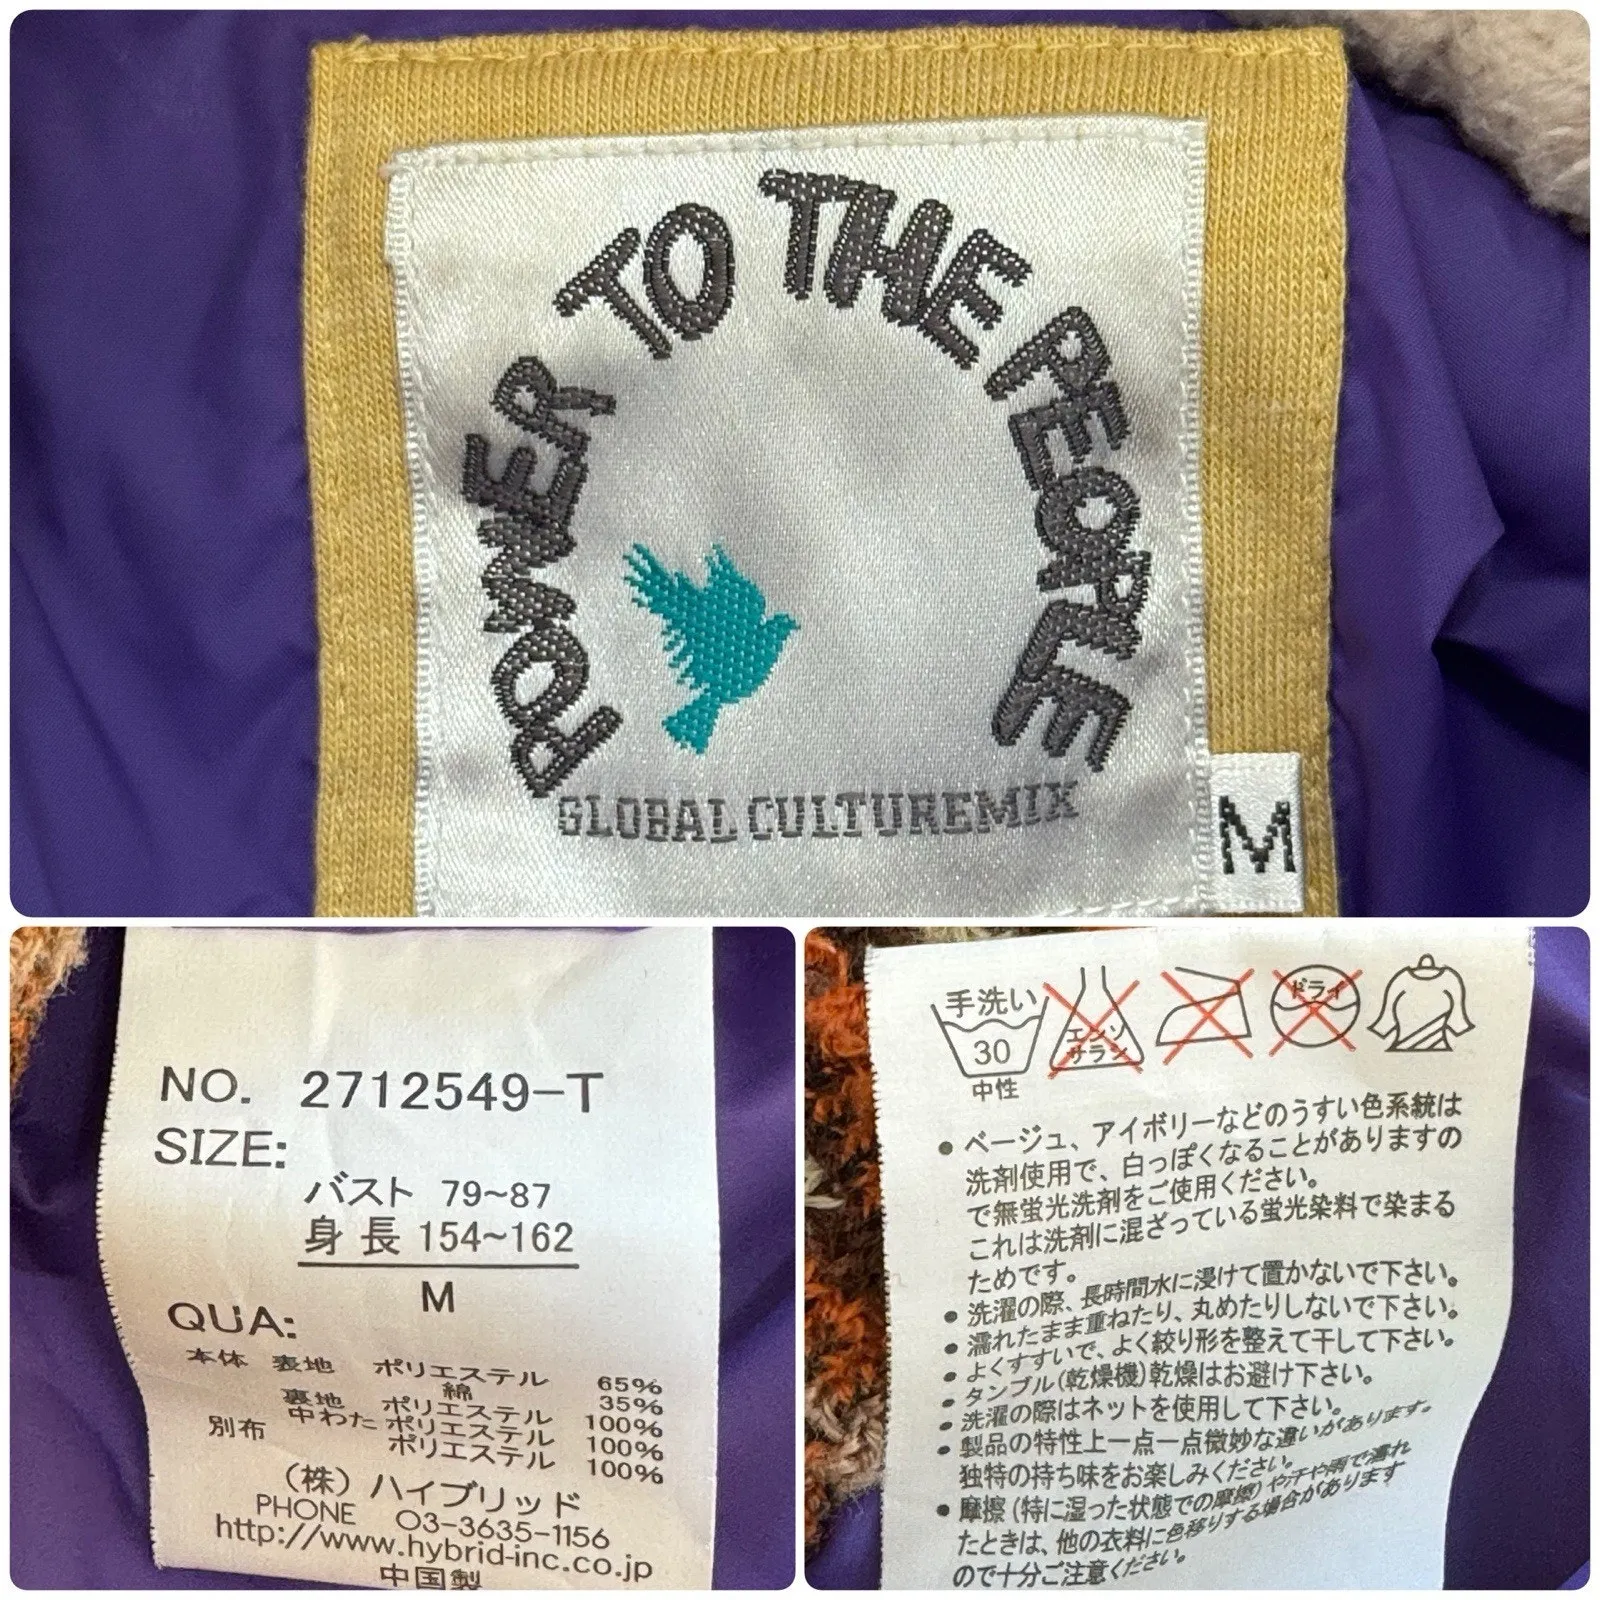 POWER TO THE PEOPLE
GLOBAL CULTUREMIX
M
NO. 2712549-T
SIZE:
バスト 79~87
身長 154~162
M
QUA:
本体 表地 ポリエステル 65%
綿 35%
裏地 ポリエステル 100%
中わた ポリエステル 100%
別布 ポリエステル 100%
(株)ハイブリッド
PHONE 03-3635-1156
http://www.hybrid-inc.co.jp
中国製
手洗い
30
中性
エンソ
サラシ
ドライ
●ベージュ、アイボリーなどのうすい色系統は
洗剤使用で、白っぽくなることがありますの
で無蛍光洗剤をご使用ください。
これは洗剤に混ざっている蛍光染料で染まる
ためです。
●洗濯の際、長時間水に浸けて置かないで下さい。
●濡れたまま重ねたり、丸めたりしないで下さい。
●よくすすいで、よく絞り形を整えて干して下さい。
●タンブル(乾燥機)乾燥はお避け下さい。
●洗濯の際はネットを使用して下さい。
●製品の特性上一点一点微妙な違いがあります。
独特の持ち味をお楽しみください。
●摩擦(特に湿った状態での摩擦)や汗や雨で濡れ
たときは、他の衣料に色移りする場合があります
ので十分ご注意ください。